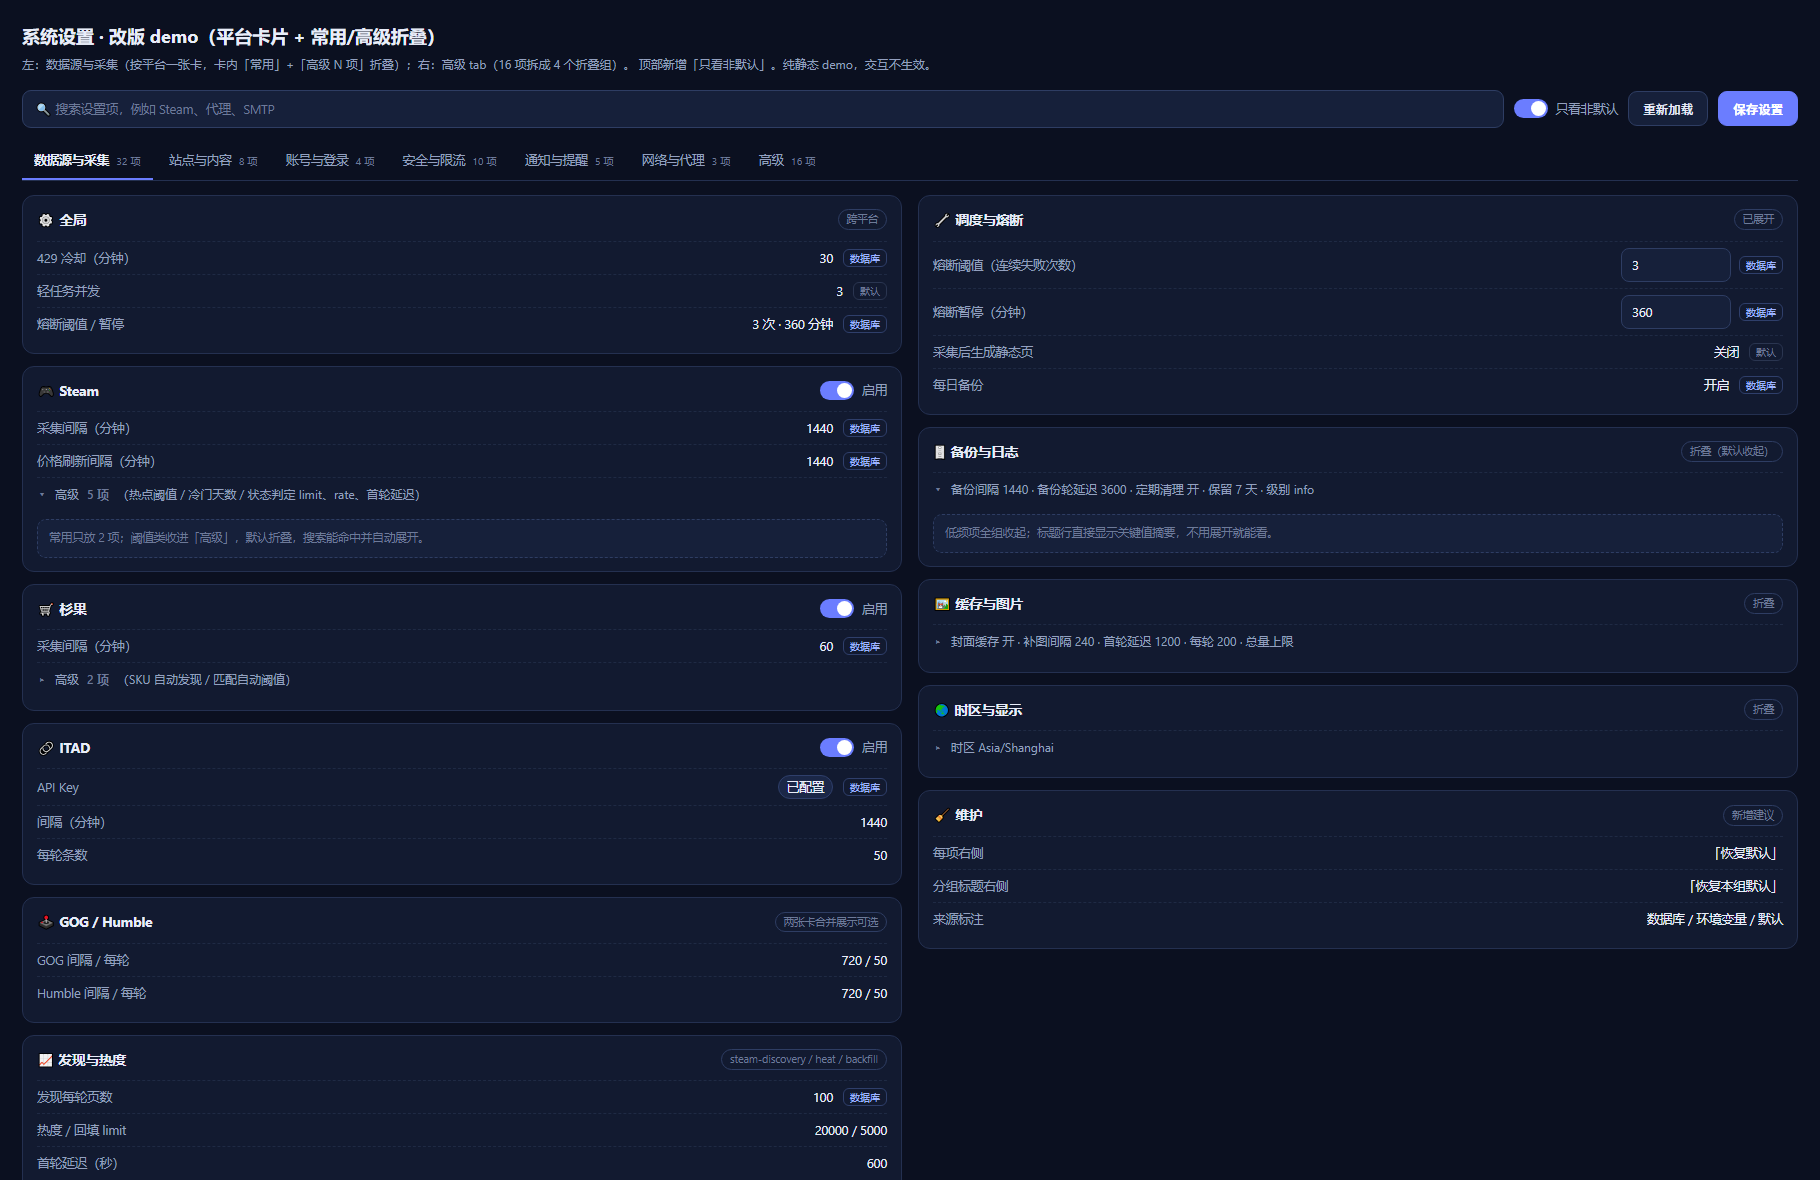 系统设置 · 改版 demo（平台卡片 + 常用/高级折叠）
左：数据源与采集（按平台一张卡，卡内「常用」+「高级 N 项」折叠）；右：高级 tab（16 项拆成 4 个折叠组）。顶部新增「只看非默认」。纯静态 demo，交互不生效。
搜索设置项，例如 Steam、代理、SMTP
只看非默认
重新加载
保存设置
数据源与采集 32 项
站点与内容 8 项
账号与登录 4 项
安全与限流 10 项
通知与提醒 5 项
网络与代理 3 项
高级 16 项
全局 跨平台
429 冷却（分钟） 30 数据库
轻任务并发 3 默认
熔断阈值 / 暂停 3 次 · 360 分钟 数据库
Steam 启用
采集间隔（分钟） 1440 数据库
价格刷新间隔（分钟） 1440 数据库
高级 5 项 （热点阈值 / 冷门天数 / 状态判定 limit、rate、首轮延迟）
常用只放 2 项；阈值类收进「高级」，默认折叠，搜索能命中并自动展开。
杉果 启用
采集间隔（分钟） 60 数据库
高级 2 项 （SKU 自动发现 / 匹配自动阈值）
ITAD 启用
API Key 已配置 数据库
间隔（分钟） 1440
每轮条数 50
GOG / Humble 两张卡合并展示可选
GOG 间隔 / 每轮 720 / 50
Humble 间隔 / 每轮 720 / 50
发现与热度 steam-discovery / heat / backfill
发现每轮页数 100 数据库
热度 / 回填 limit 20000 / 5000
首轮延迟（秒） 600
调度与熔断 已展开
熔断阈值（连续失败次数） 3 数据库
熔断暂停（分钟） 360 数据库
采集后生成静态页 关闭 默认
每日备份 开启 数据库
备份与日志 折叠（默认收起）
备份间隔 1440 · 备份轮延迟 3600 · 定期清理 开 · 保留 7 天 · 级别 info
低频项全组收起；标题行直接显示关键值摘要，不用展开就能看。
缓存与图片 折叠
封面缓存 开 · 补图间隔 240 · 首轮延迟 1200 · 每轮 200 · 总量上限
时区与显示 折叠
时区 Asia/Shanghai
维护 新增建议
每项右侧 「恢复默认」
分组标题右侧 「恢复本组默认」
来源标注 数据库 / 环境变量 / 默认